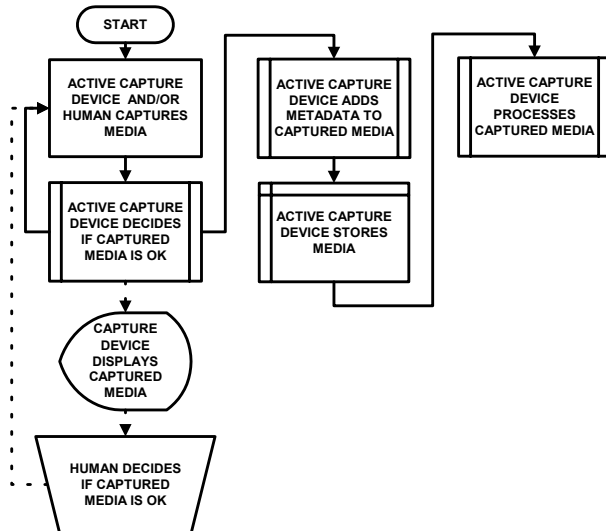 START
ACTIVE CAPTURE
DEVICE AND/OR
HUMAN CAPTURES
MEDIA
ACTIVE CAPTURE
DEVICE DECIDES
IF CAPTURED
MEDIA IS OK
CAPTURE
DEVICE
DISPLAYS
CAPTURED
MEDIA
HUMAN DECIDES
IF CAPTURED
MEDIA IS OK
ACTIVE CAPTURE
DEVICE ADDS
METADATA TO
CAPTURED MEDIA
ACTIVE CAPTURE
DEVICE STORES
MEDIA
ACTIVE CAPTURE
DEVICE
PROCESSES
CAPTURED MEDIA